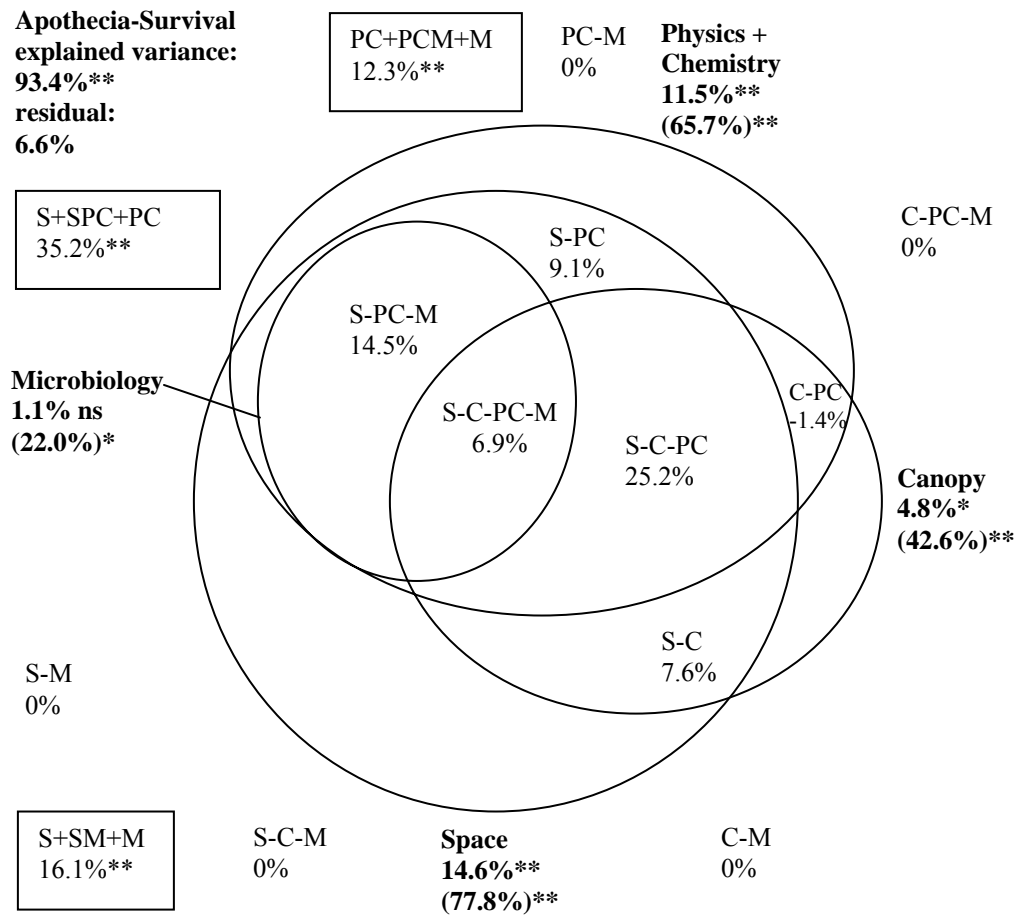 Apothecia-Survival
explained variance:
93.4%**
residual:
6.6%
PC+PCM+M
12.3%**
PC-M
0%
Physics +
Chemistry
11.5%**
(65.7%)**
S+SPC+PC
35.2%**
C-PC-M
0%
S-PC
9.1%
S-PC-M
14.5%
Microbiology
1.1% ns
(22.0%)*
S-C-PC-M
6.9%
S-C-PC
25.2%
C-PC
-1.4%
Canopy
4.8%*
(42.6%)**
S-C
7.6%
S-M
0%
S+SM+M
16.1%**
S-C-M
0%
Space
14.6%**
(77.8%)**
C-M
0%